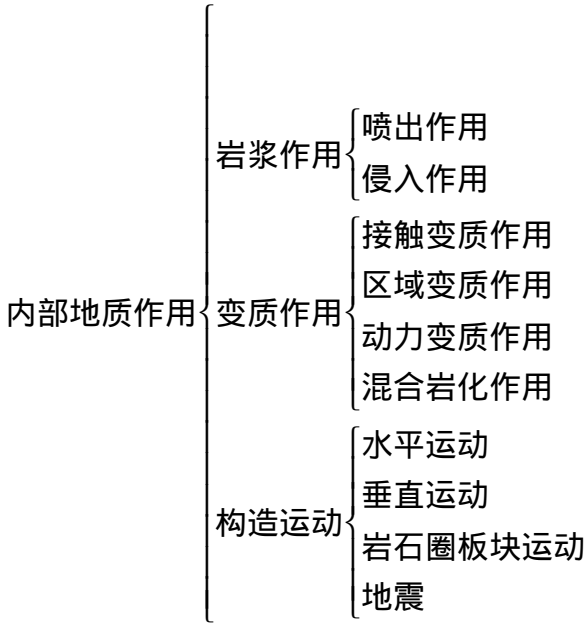 内部地质作用
岩浆作用
喷出作用
侵入作用
变质作用
接触变质作用
区域变质作用
动力变质作用
混合岩化作用
构造运动
水平运动
垂直运动
岩石圈板块运动
地震